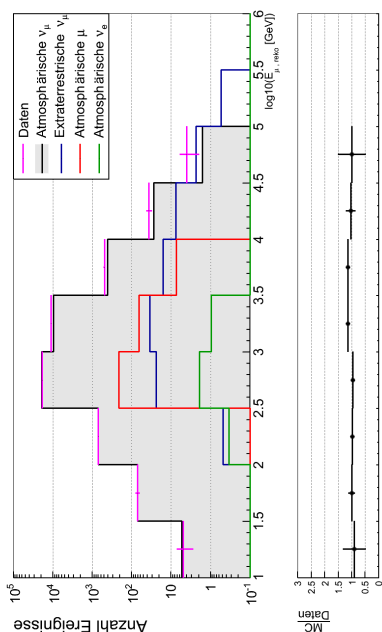 Anzahl Ereignisse
10^5
10^4
10^3
10^2
10
1
10^-1
1
1.5
2
2.5
3
3.5
4
4.5
5
5.5
6
log10(E_μ, reko [GeV])
Daten
Atmosphärische ν_μ
Extraterrestrische ν_μ
Atmosphärische μ
Atmosphärische ν_e
MC
Daten
3
2.5
2
1.5
1
0.5
0